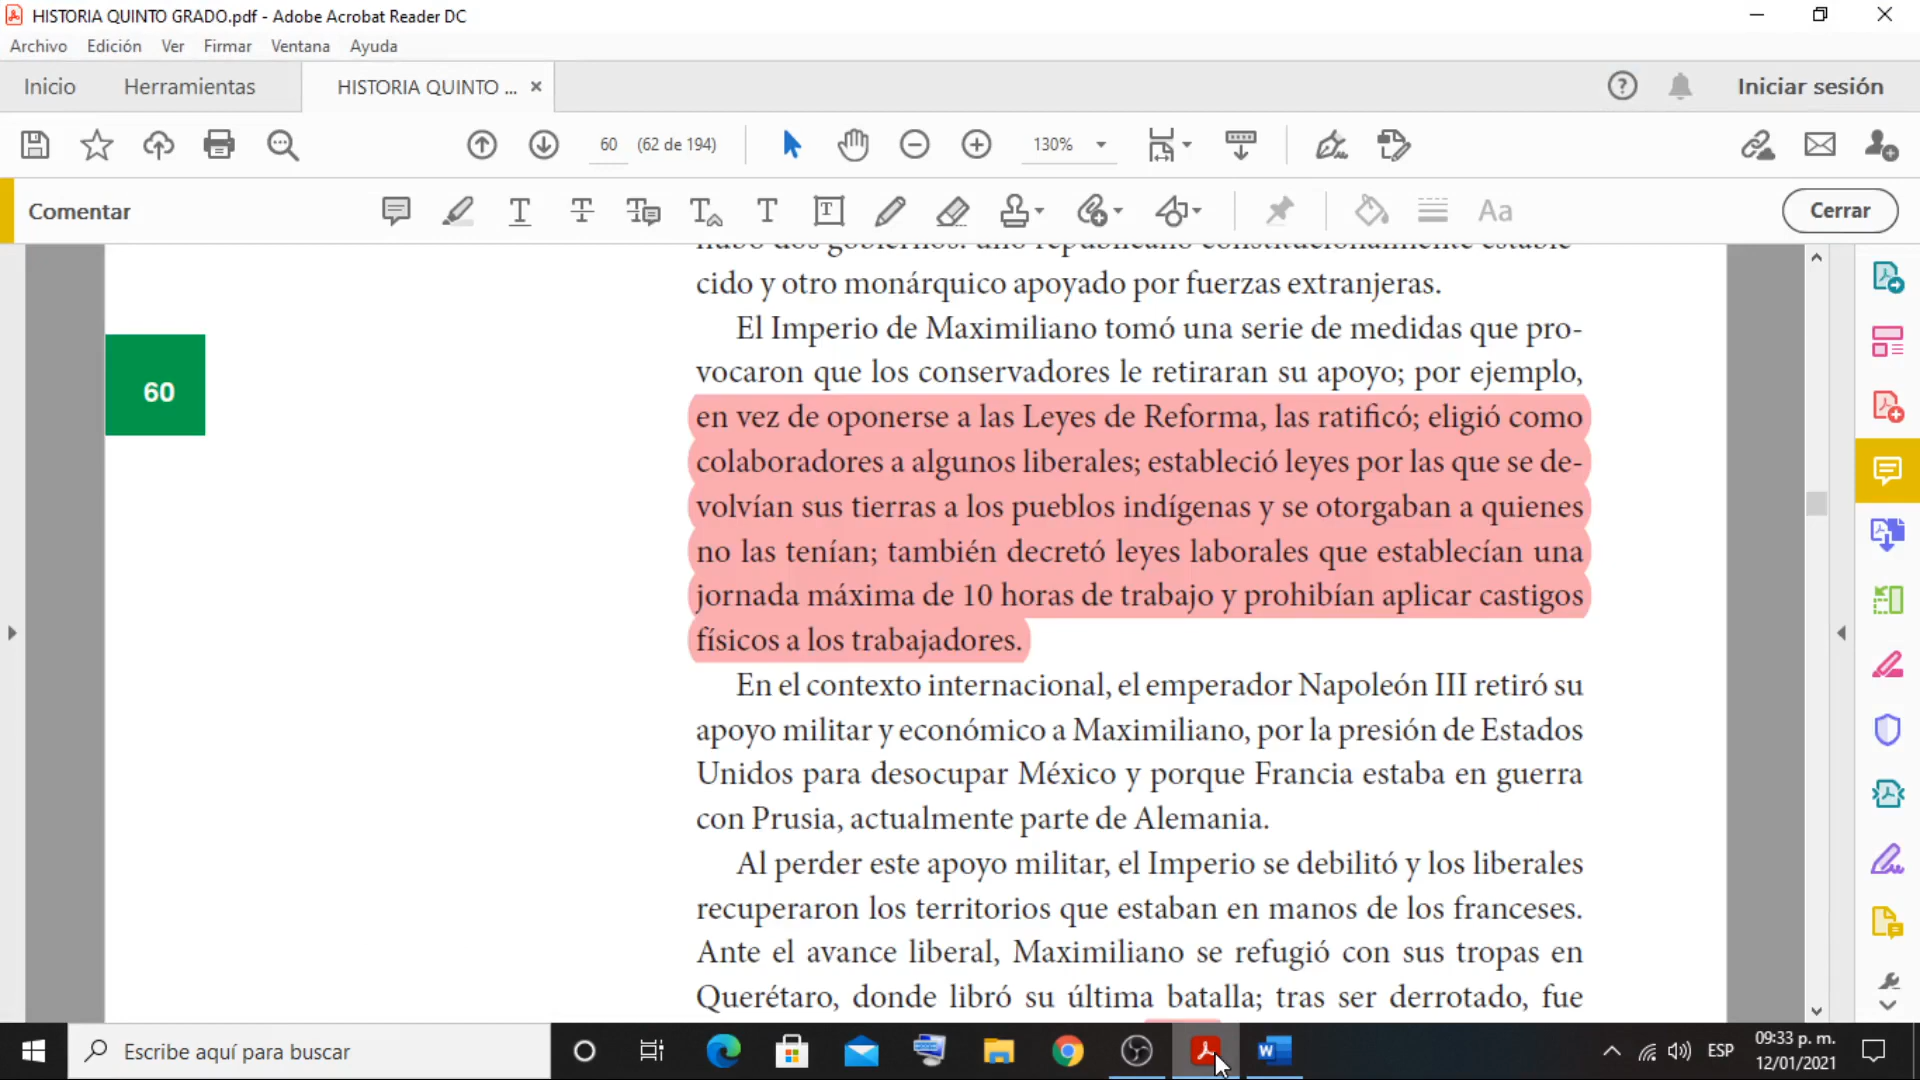 HISTORIA QUINTO GRADO.pdf - Adobe Acrobat Reader DC
Archivo Edición Ver Firmar Ventana Ayuda
Inicio Herramientas HISTORIA QUINTO ... × Iniciar sesión
60 (62 de 194) 130%
Comentar Aa Cerrar
hubo dos gobiernos: uno republicano constitucionalmente estable-
cido y otro monárquico apoyado por fuerzas extranjeras.
El Imperio de Maximiliano tomó una serie de medidas que pro-
vocaron que los conservadores le retiraran su apoyo; por ejemplo,
60
en vez de oponerse a las Leyes de Reforma, las ratificó; eligió como
colaboradores a algunos liberales; estableció leyes por las que se de-
volvían sus tierras a los pueblos indígenas y se otorgaban a quienes
no las tenían; también decretó leyes laborales que establecían una
jornada máxima de 10 horas de trabajo y prohibían aplicar castigos
físicos a los trabajadores.
En el contexto internacional, el emperador Napoleón III retiró su
apoyo militar y económico a Maximiliano, por la presión de Estados
Unidos para desocupar México y porque Francia estaba en guerra
con Prusia, actualmente parte de Alemania.
Al perder este apoyo militar, el Imperio se debilitó y los liberales
recuperaron los territorios que estaban en manos de los franceses.
Ante el avance liberal, Maximiliano se refugió con sus tropas en
Querétaro, donde libró su última batalla; tras ser derrotado, fue
Escribe aquí para buscar
ESP
09:33 p. m.
12/01/2021